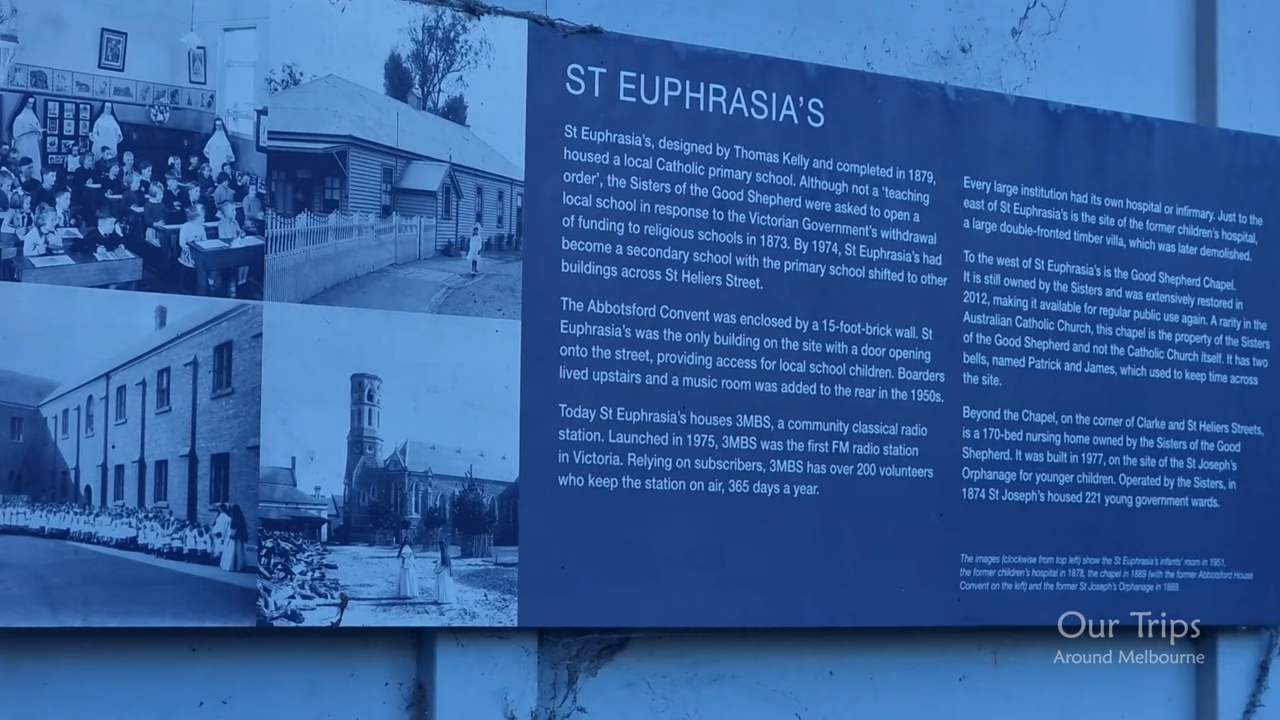 ST EUPHRASIA'S
St Euphrasia's, designed by Thomas Kelly and completed in 1879,
housed a local Catholic primary school. Although not a 'teaching
order', the Sisters of the Good Shepherd were asked to open a
local school in response to the Victorian Government's withdrawal
of funding to religious schools in 1873. By 1974, St Euphrasia's had
become a secondary school with the primary school shifted to other
buildings across St Heliers Street.
The Abbotsford Convent was enclosed by a 15-foot-brick wall. St
Euphrasia's was the only building on the site with a door opening
onto the street, providing access for local school children. Boarders
lived upstairs and a music room was added to the rear in the 1950s.
Today St Euphrasia's houses 3MBS, a community classical radio
station. Launched in 1975, 3MBS was the first FM radio station
in Victoria. Relying on subscribers, 3MBS has over 200 volunteers
who keep the station on air, 365 days a year.
Every large institution had its own hospital or infirmary. Just to the
east of St Euphrasia's is the site of the former children's hospital,
a large double-fronted timber villa, which was later demolished.
To the west of St Euphrasia's is the Good Shepherd Chapel.
It is still owned by the Sisters and was extensively restored in
2012, making it available for regular public use again. A rarity in the
Australian Catholic Church, this chapel is the property of the Sisters
of the Good Shepherd and not the Catholic Church itself. It has two
bells, named Patrick and James, which used to keep time across
the site.
Beyond the Chapel, on the corner of Clarke and St Heliers Streets,
is a 170-bed nursing home owned by the Sisters of the Good
Shepherd. It was built in 1977, on the site of the St Joseph's
Orphanage for younger children. Operated by the Sisters, in
1874 St Joseph's housed 221 young government wards.
The images (clockwise from top left) show the St Euphrasia's infants' room in 1951,
the former children's hospital in 1878, the chapel in 1889 (with the former Abbotsford House
Convent on the left) and the former St Joseph's Orphanage in 1889.
Our Trips
Around Melbourne